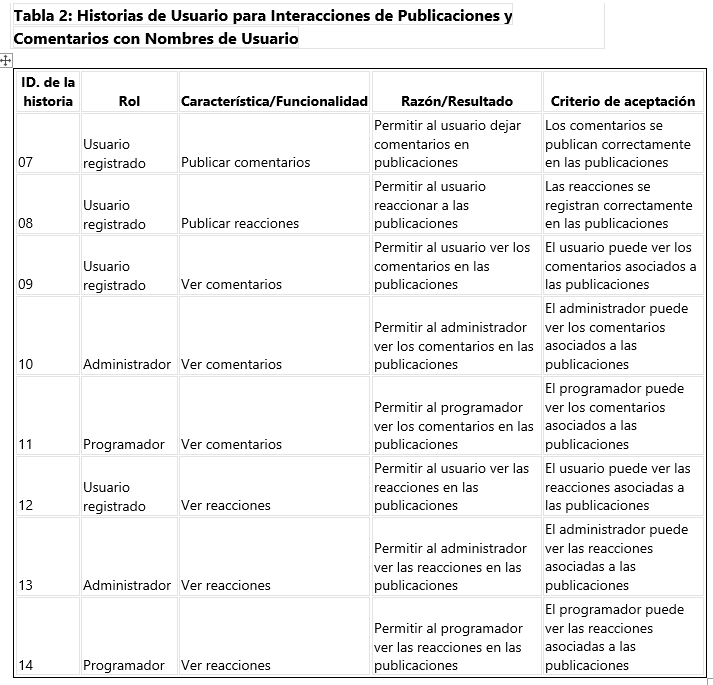 Tabla 2: Historias de Usuario para Interacciones de Publicaciones y
Comentarios con Nombres de Usuario
ID. de la
historia
Rol
Característica/Funcionalidad
Razón/Resultado
Criterio de aceptación
07
Usuario
registrado
Publicar comentarios
Permitir al usuario dejar
comentarios en
publicaciones
Los comentarios se
publican correctamente
en las publicaciones
08
Usuario
registrado
Publicar reacciones
Permitir al usuario
reaccionar a las
publicaciones
Las reacciones se
registran correctamente
en las publicaciones
09
Usuario
registrado
Ver comentarios
Permitir al usuario ver los
comentarios en las
publicaciones
El usuario puede ver los
comentarios asociados a
las publicaciones
10
Administrador
Ver comentarios
Permitir al administrador
ver los comentarios en las
publicaciones
El administrador puede
ver los comentarios
asociados a las
publicaciones
11
Programador
Ver comentarios
Permitir al programador
ver los comentarios en las
publicaciones
El programador puede
ver los comentarios
asociados a las
publicaciones
12
Usuario
registrado
Ver reacciones
Permitir al usuario ver las
reacciones en las
publicaciones
El usuario puede ver las
reacciones asociadas a
las publicaciones
13
Administrador
Ver reacciones
Permitir al administrador
ver las reacciones en las
publicaciones
El administrador puede
ver las reacciones
asociadas a las
publicaciones
14
Programador
Ver reacciones
Permitir al programador
ver las reacciones en las
publicaciones
El programador puede
ver las reacciones
asociadas a las
publicaciones